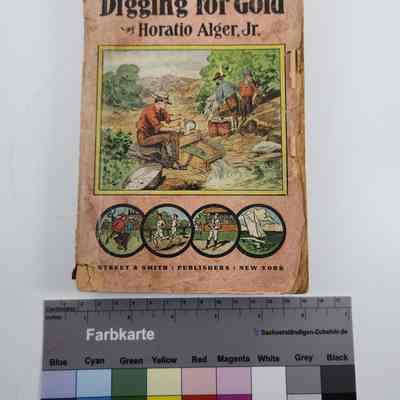 Digging for Gold
By Horatio Alger, Jr.
STREET & SMITH : PUBLISHERS : NEW YORK
Farbkarte
Sachverständigen-Zubehör.de
Blue Cyan Green Yellow Red Magenta White Grey Black